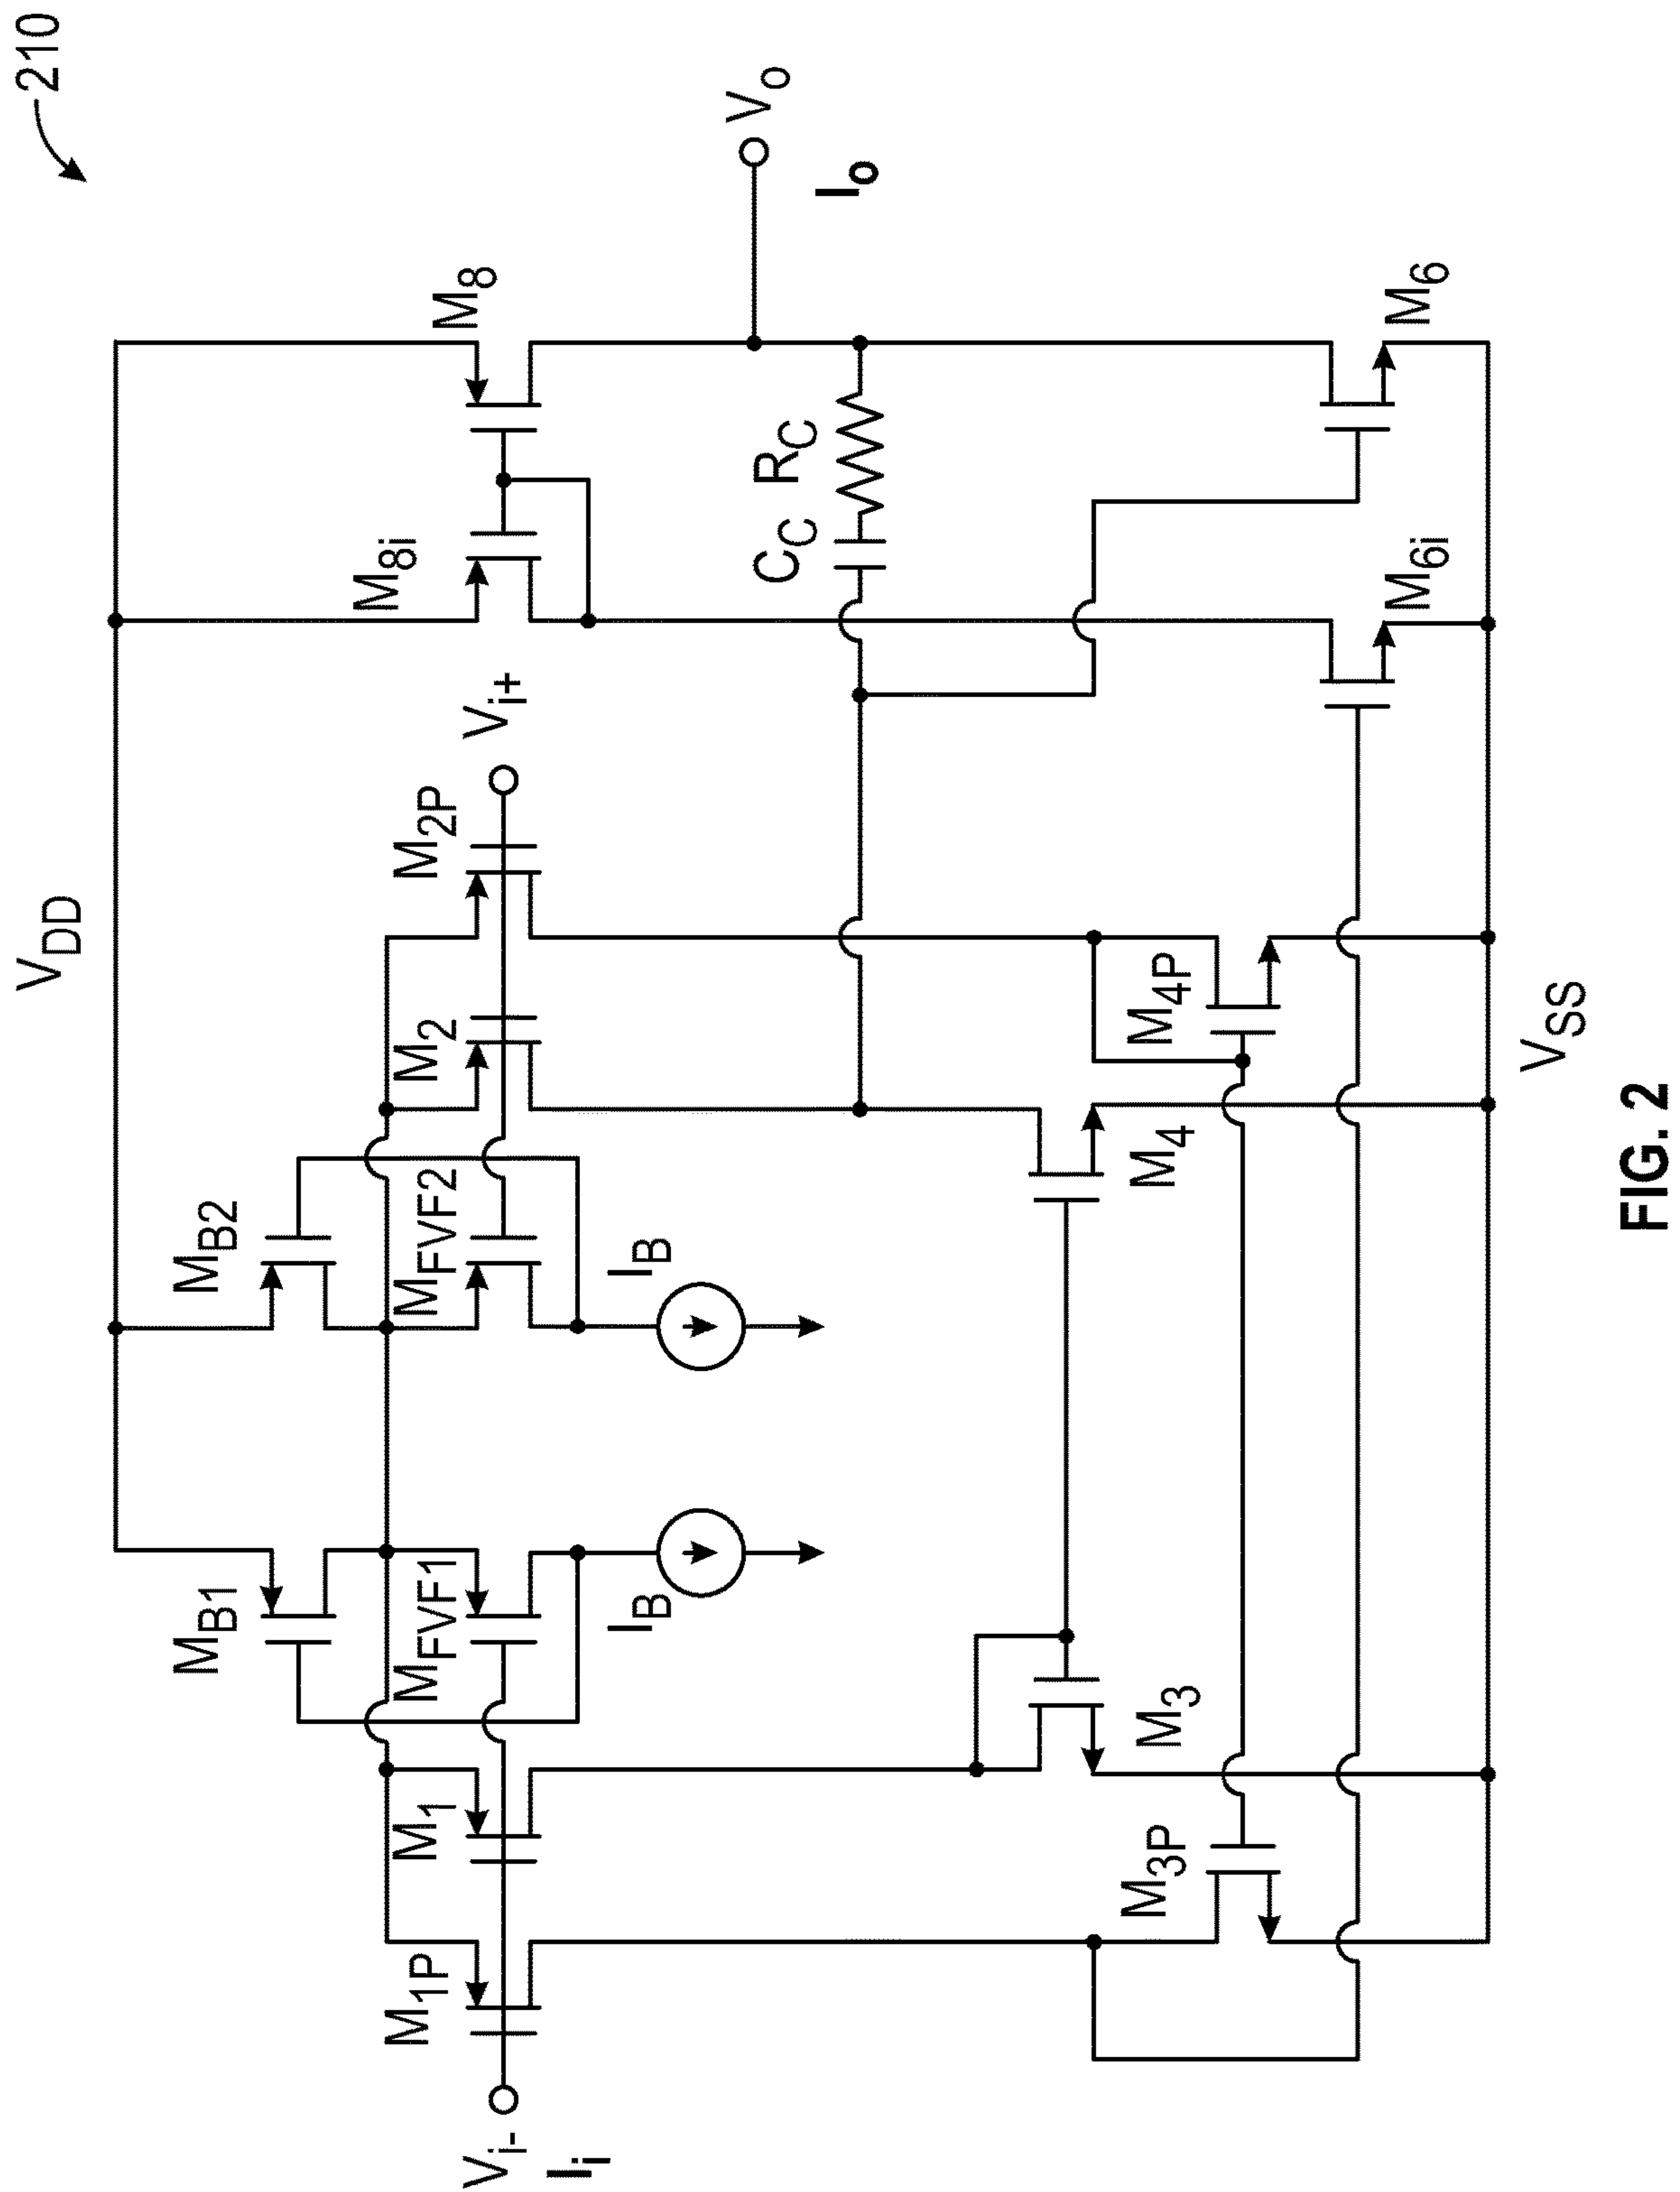 210
V_DD
M_B1
M_B2
M_1P
M_1
M_FVF1
M_FVF2
M_2
M_2P
M_8i
M_8
V_i-
V_i+
I_i
I_B
I_B
C_C
R_C
V_o
I_o
M_3P
M_3
M_4
M_4P
M_6i
M_6
V_SS
FIG. 2